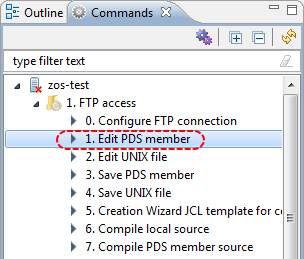 Outline Commands
type filter text
zos-test
1. FTP access
0. Configure FTP connection
1. Edit PDS member
2. Edit UNIX file
3. Save PDS member
4. Save UNIX file
5. Creation Wizard JCL template for
6. Compile local source
7. Compile PDS member source